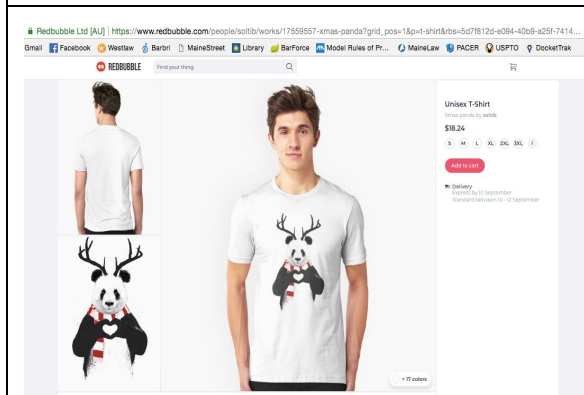 Redbubble Ltd [AU] | https://www.redbubble.com/people/soltib/works/17559557-xmas-panda?grid_pos=1&p=t-shirt&rbs=5d7f812d-e094-40b9-a25f-7414...
Gmail Facebook Westlaw Barbri MaineStreet Library BarForce Model Rules of Pr... MaineLaw PACER USPTO DocketTrak
REDBUBBLE Find your thing
Unisex T-Shirt
Xmas panda by soltib
$18.24
S M L XL 2XL 3XL
Add to cart
Delivery
Express by 10 September
Standard between 10 - 12 September
+ 17 colors